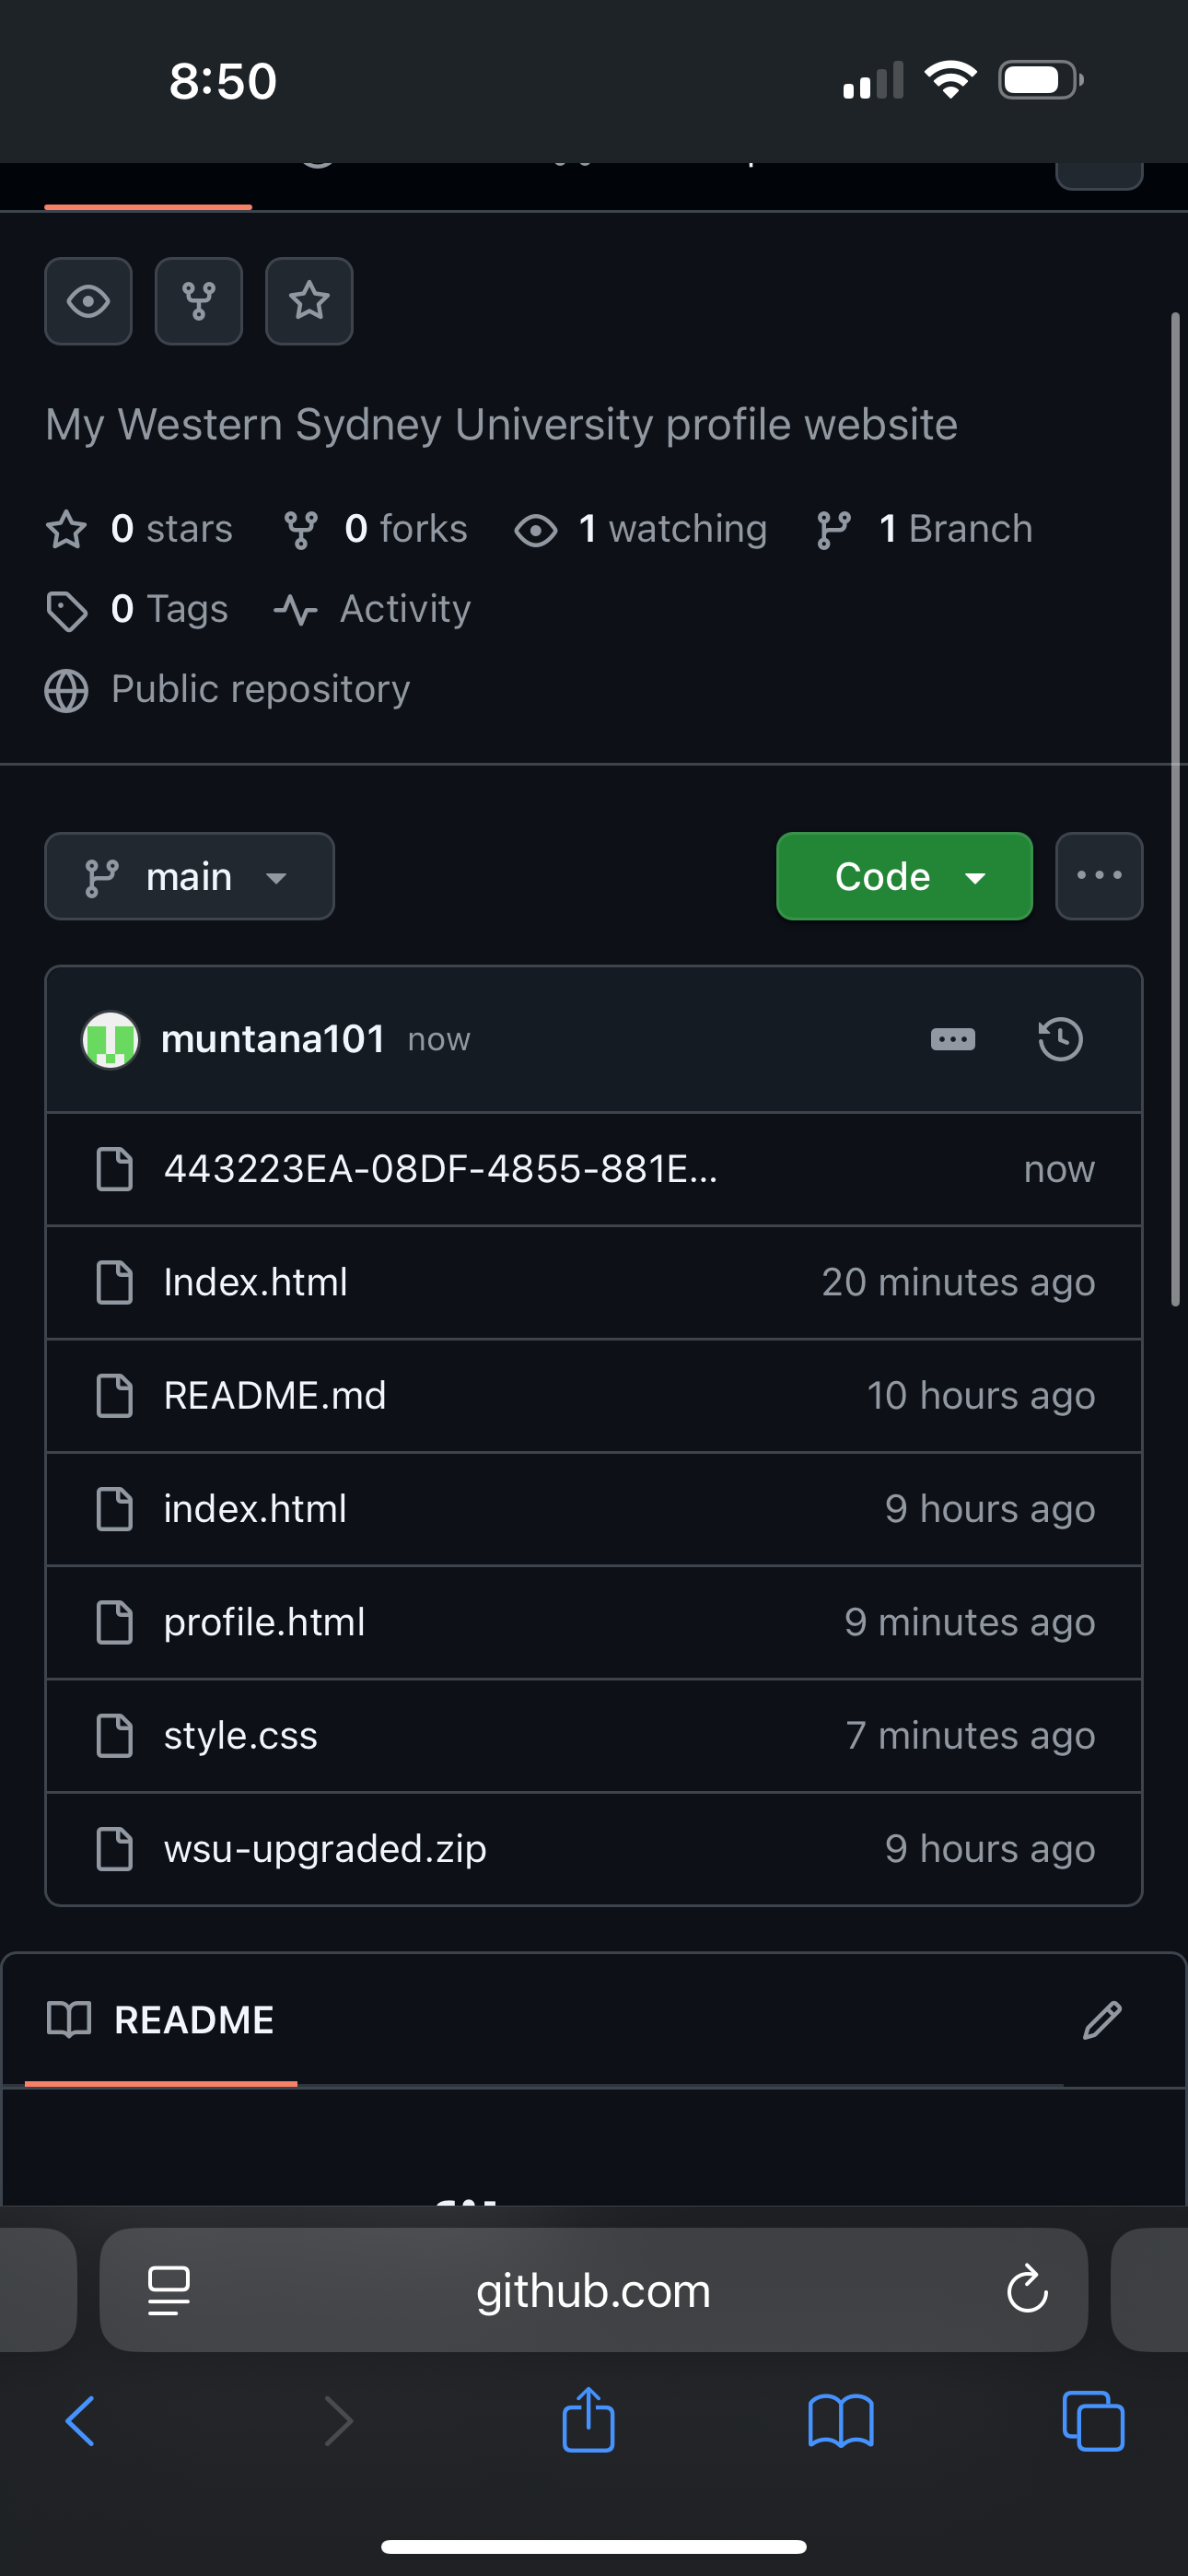 8:50
My Western Sydney University profile website
0 stars 0 forks 1 watching 1 Branch
0 Tags Activity
Public repository
main Code
muntana101 now
443223EA-08DF-4855-881E... now
Index.html 20 minutes ago
README.md 10 hours ago
index.html 9 hours ago
profile.html 9 minutes ago
style.css 7 minutes ago
wsu-upgraded.zip 9 hours ago
README
github.com